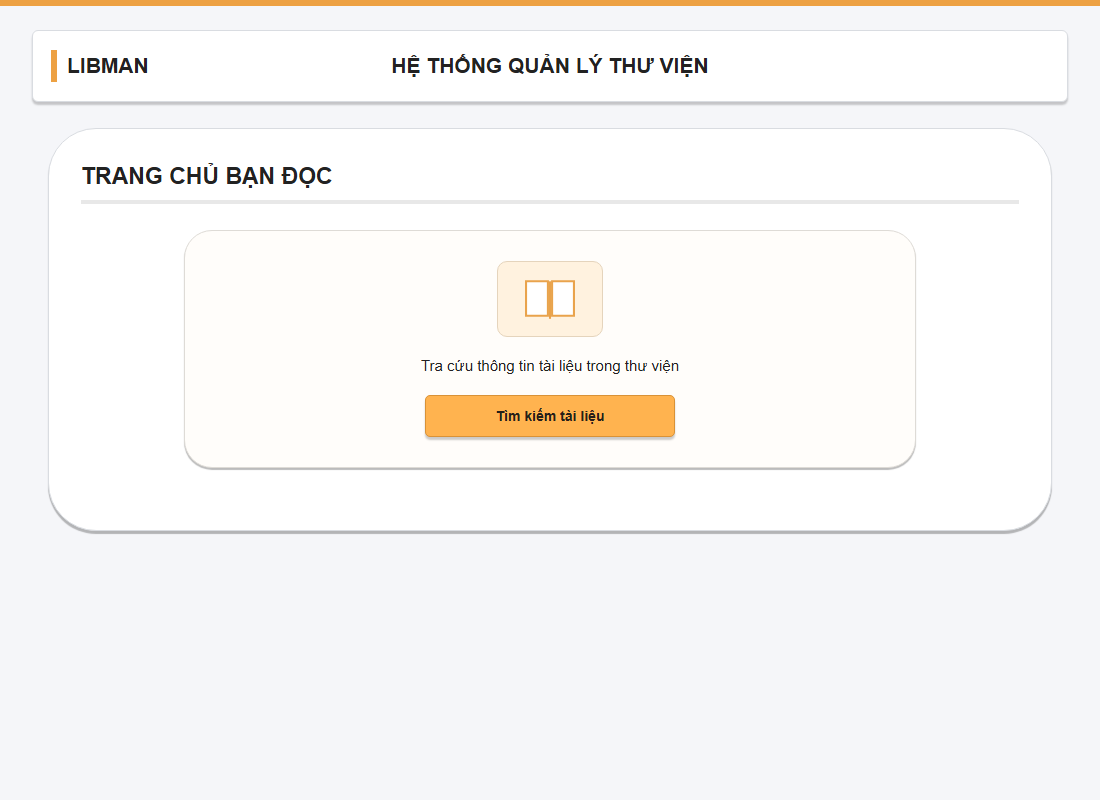 LIBMAN
HỆ THỐNG QUẢN LÝ THƯ VIỆN
TRANG CHỦ BẠN ĐỌC
Tra cứu thông tin tài liệu trong thư viện
Tìm kiếm tài liệu